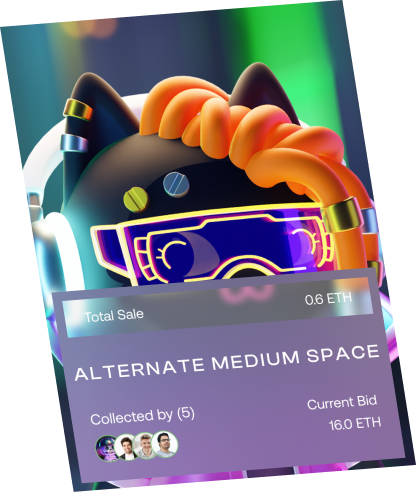 Total Sale
0.6 ETH
ALTERNATE MEDIUM SPACE
Collected by (5)
Current Bid
16.0 ETH